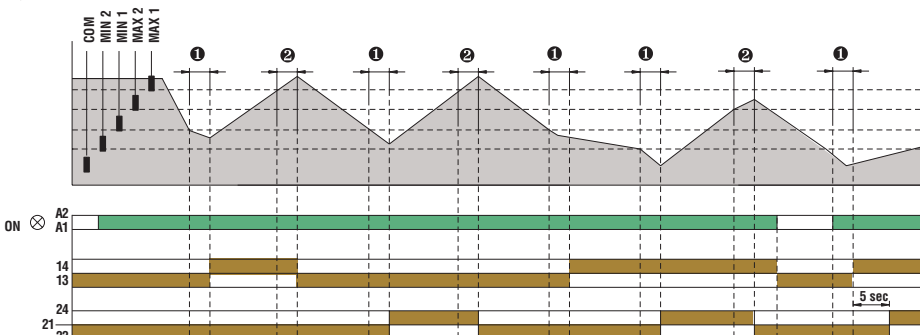 COM
MIN 2
MIN 1
MAX 2
MAX 1
❶ ❷ ❶ ❷ ❶ ❶ ❷ ❶
A2
ON A1
14
13
5 sec
24
21
22